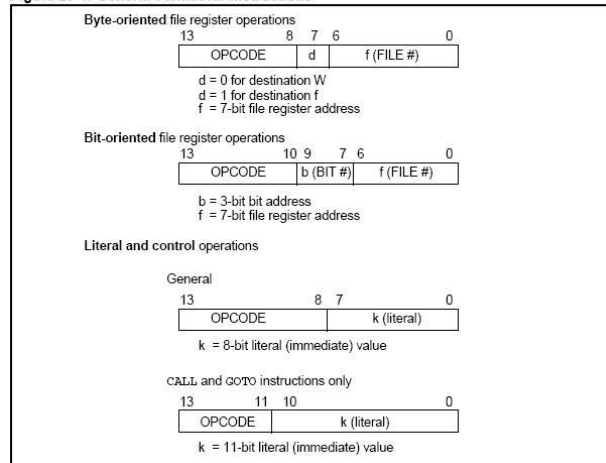 Byte-oriented file register operations
13 8 7 6 0
OPCODE d f (FILE #)
d = 0 for destination W
d = 1 for destination f
f = 7-bit file register address
Bit-oriented file register operations
13 10 9 7 6 0
OPCODE b (BIT #) f (FILE #)
b = 3-bit bit address
f = 7-bit file register address
Literal and control operations
General
13 8 7 0
OPCODE k (literal)
k = 8-bit literal (immediate) value
CALL and GOTO instructions only
13 11 10 0
OPCODE k (literal)
k = 11-bit literal (immediate) value